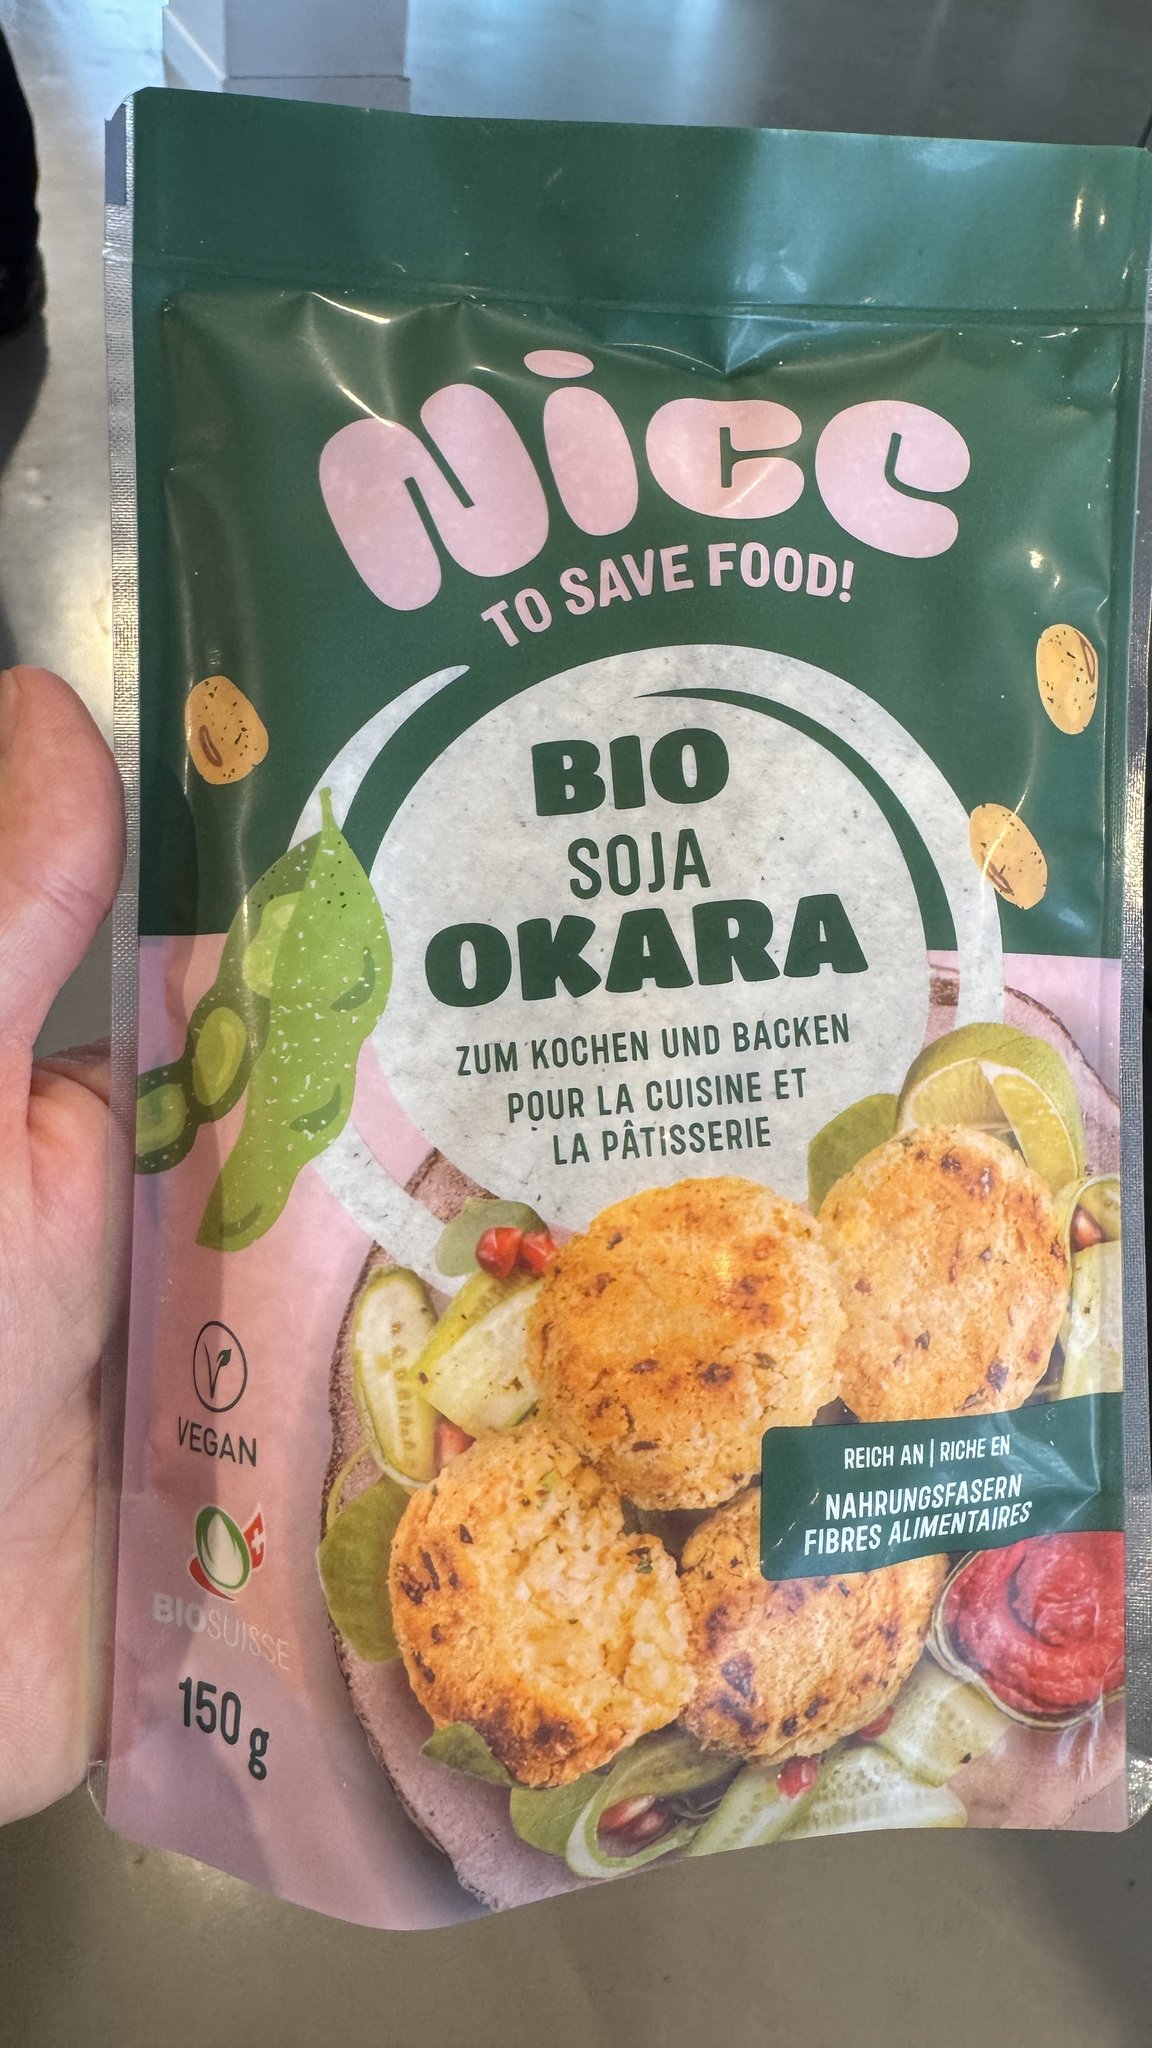 Nice
TO SAVE FOOD!
BIO
SOJA
OKARA
ZUM KOCHEN UND BACKEN
POUR LA CUISINE ET
LA PÂTISSERIE
VEGAN
REICH AN | RICHE EN
NAHRUNGSFASERN
FIBRES ALIMENTAIRES
BIOSUISSE
150 g